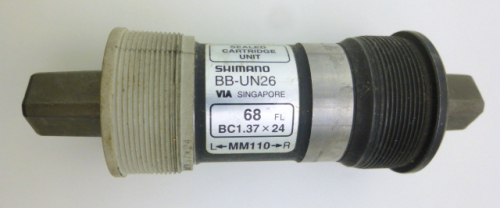 SEALED
CARTRIDGE
UNIT
SHIMANO
BB-UN26
VIA SINGAPORE
68 FL
BC1.37×24
L←MM110→R